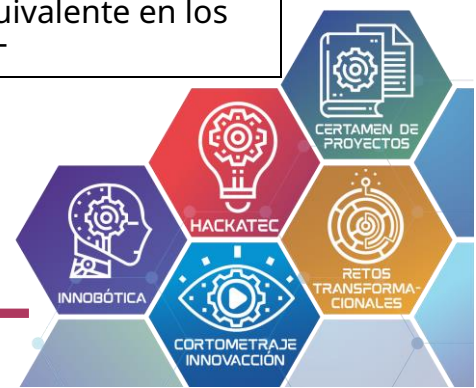 uivalente en los
CERTAMEN DE
PROYECTOS
HACKATEC
INNOBÓTICA
RETOS
TRANSFORMA-
CIONALES
CORTOMETRAJE
INNOVACCIÓN